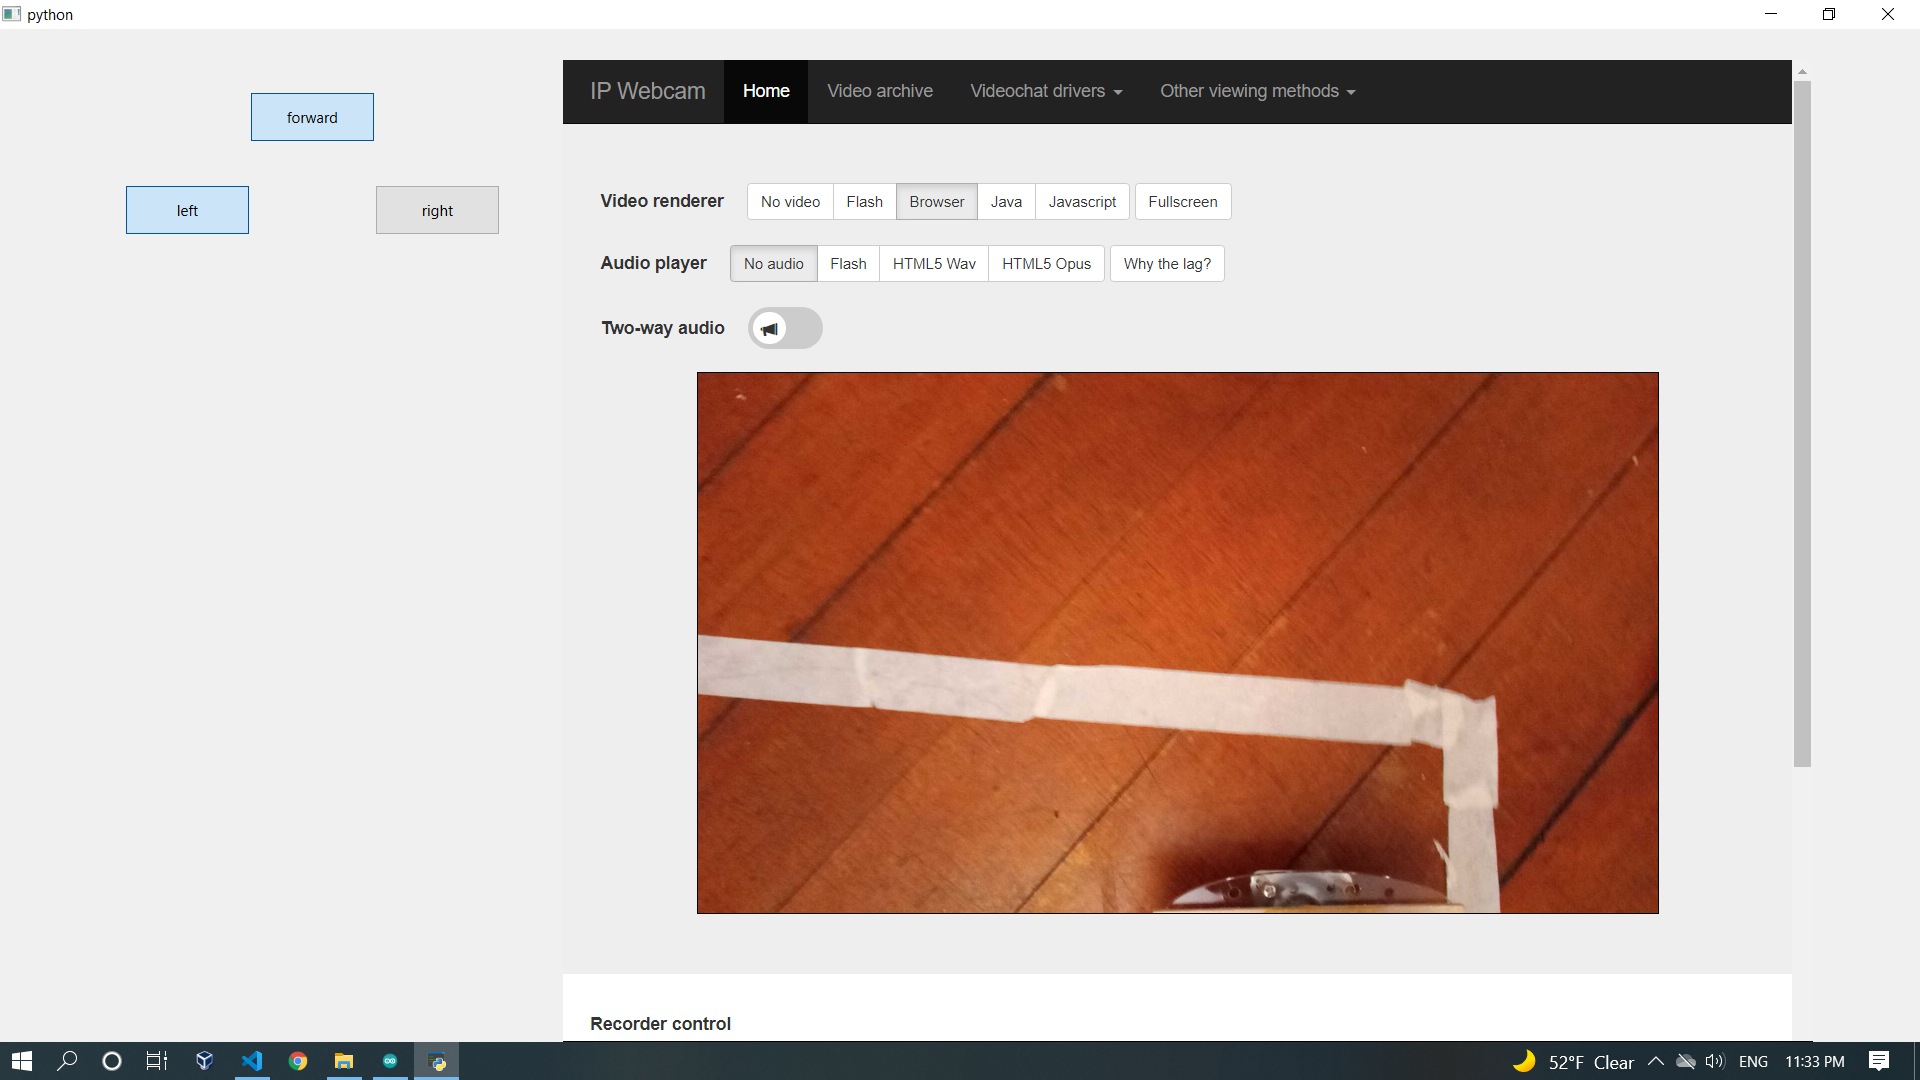 python
forward
left
right
IP Webcam Home Video archive Videochat drivers Other viewing methods
Video renderer No video Flash Browser Java Javascript Fullscreen
Audio player No audio Flash HTML5 Wav HTML5 Opus Why the lag?
Two-way audio
Recorder control
52°F Clear ENG 11:33 PM